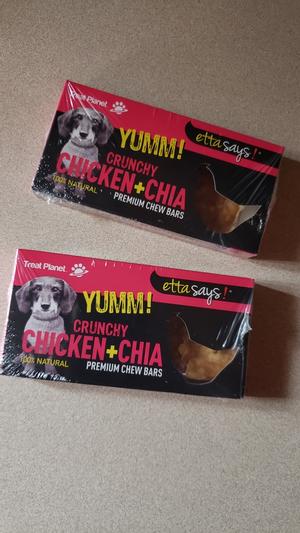 Treat Planet
etta says!
YUMM!
CRUNCHY
CHICKEN+CHIA
100% NATURAL
PREMIUM CHEW BARS
Treat Planet
etta says!
YUMM!
CRUNCHY
CHICKEN+CHIA
100% NATURAL
PREMIUM CHEW BARS